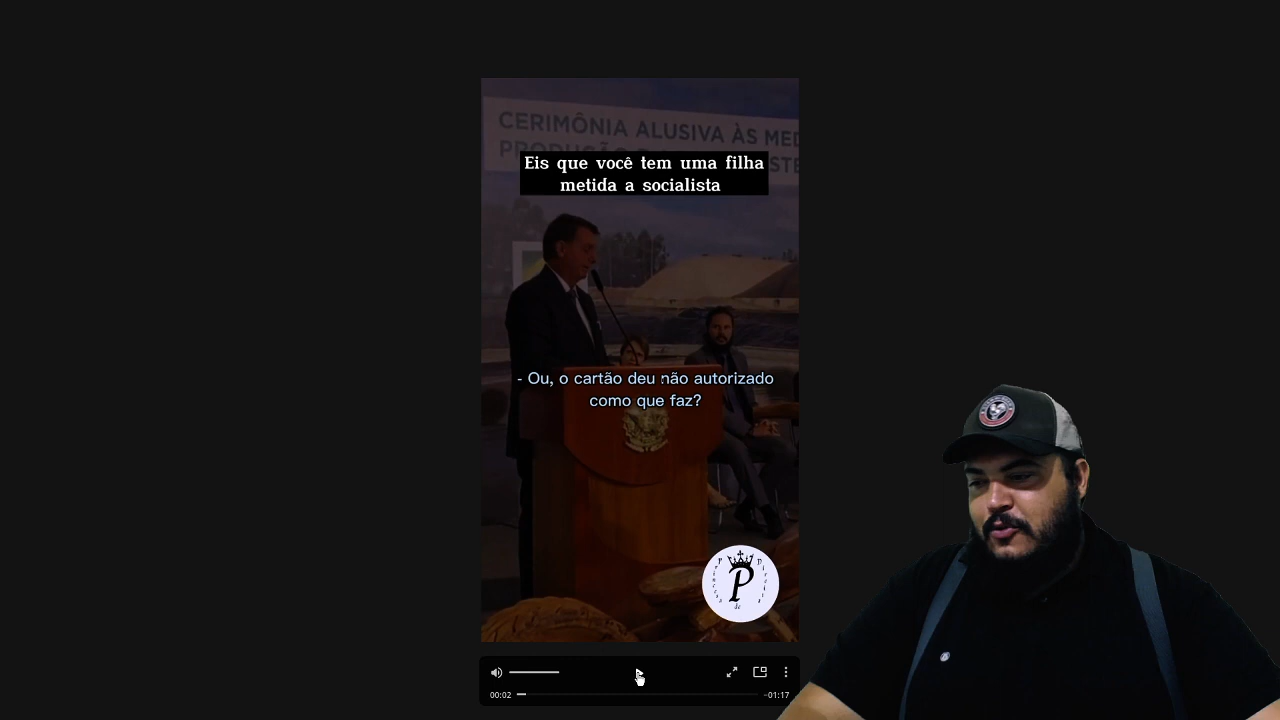 CERIMÔNIA ALUSIVA ÀS MED
Eis que você tem uma filha
metida a socialista
- Ou, o cartão deu não autorizado
como que faz?
P
00:02
-01:17